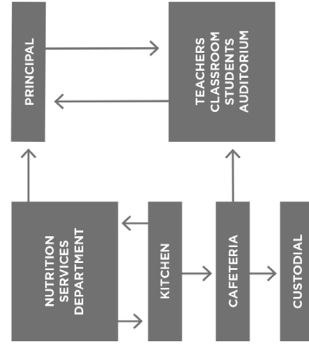 PRINCIPAL
TEACHERS
CLASSROOM
STUDENTS
AUDITORIUM
NUTRITION
SERVICES
DEPARTMENT
KITCHEN
CAFETERIA
CUSTODIAL